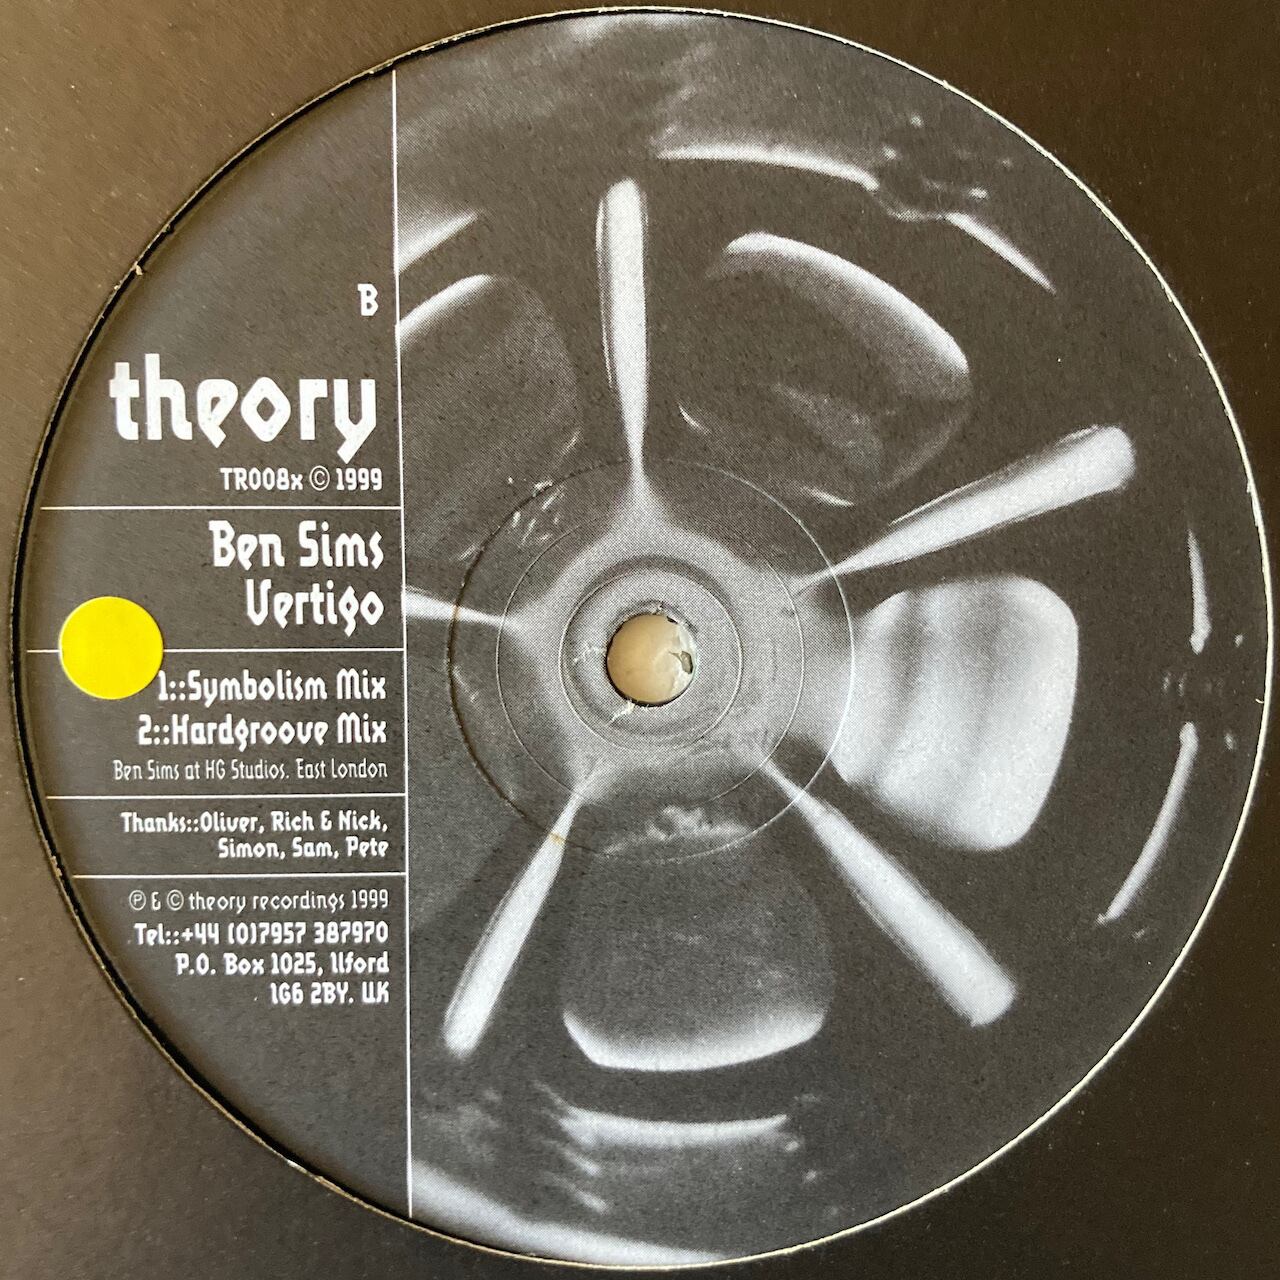 B
theory
TR008x © 1999
Ben Sims
Vertigo
1::Symbolism Mix
2::Hardgroove Mix
Ben Sims at HG Studios. East London
Thanks::Oliver, Rich & Nick,
Simon, Sam, Pete
℗ & © theory recordings 1999
Tel::+44 (0)7957 387970
P.O. Box 1025, Ilford
IG6 2BY. UK